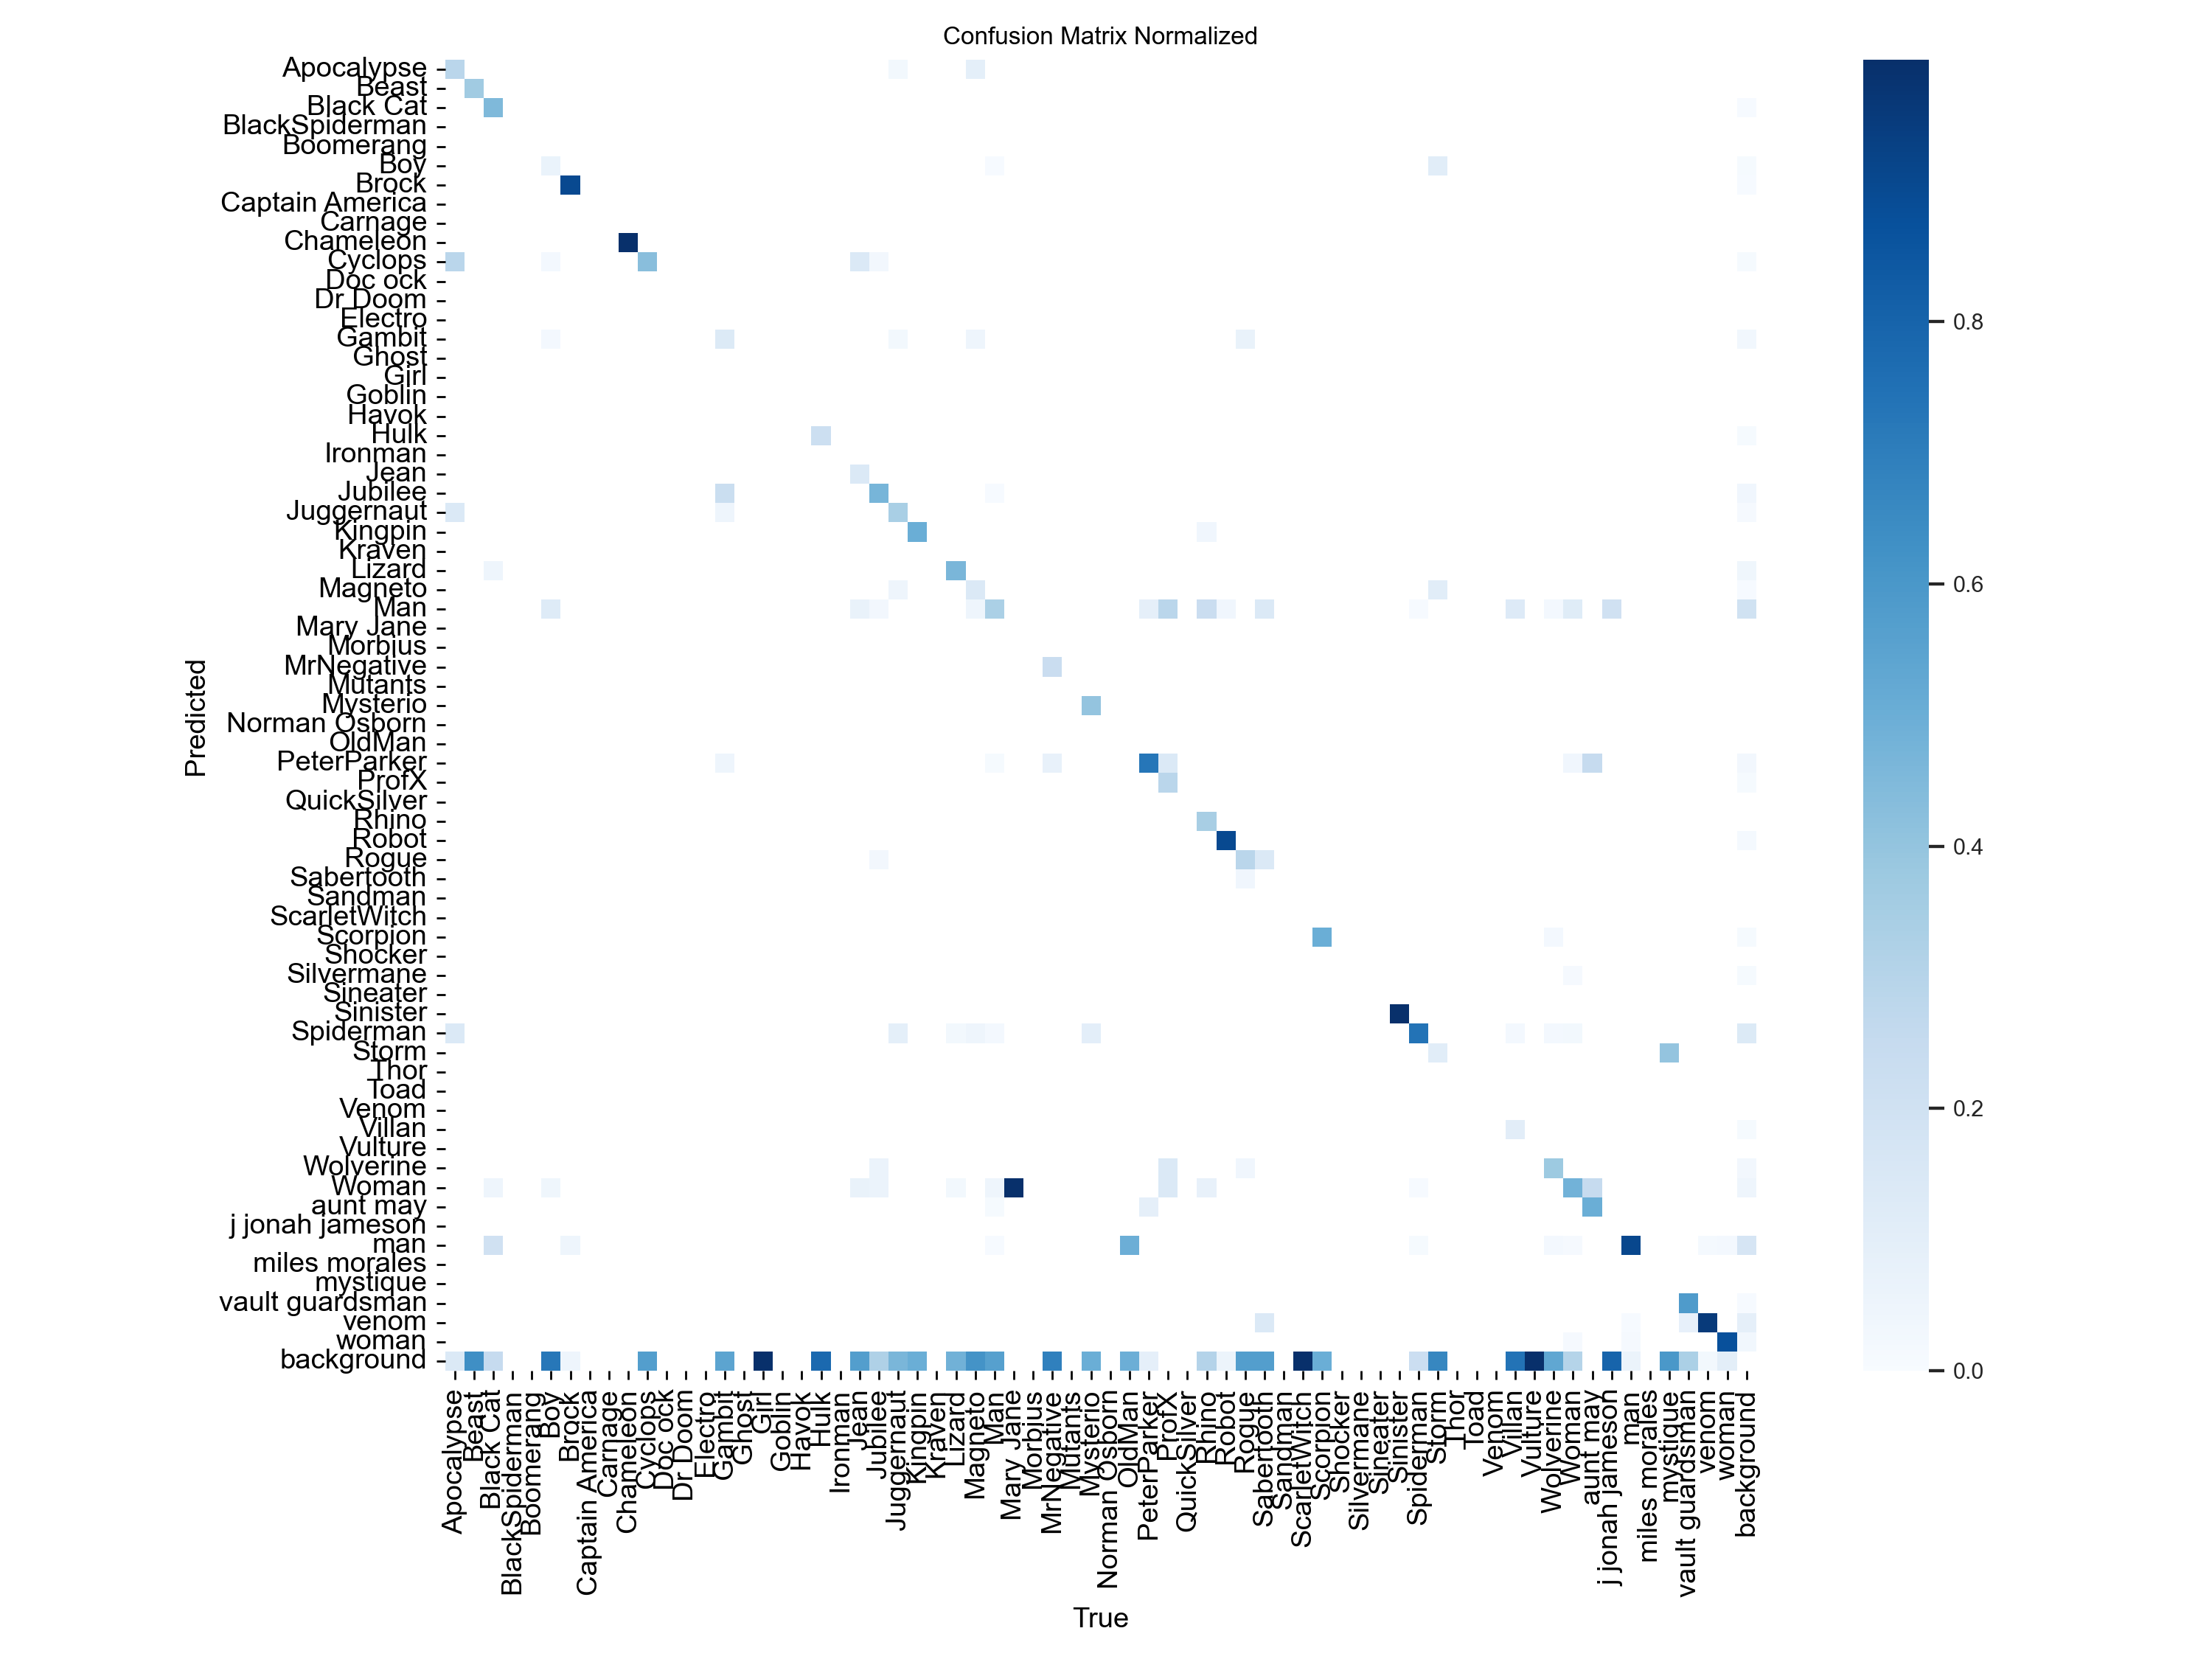 Confusion Matrix Normalized
Apocalypse
Beast
Black Cat
BlackSpiderman
Boomerang
Boy
Brock
Captain America
Carnage
Chameleon
Cyclops
Doc ock
Dr Doom
Electro
Gambit
Ghost
Girl
Goblin
Havok
Hulk
Ironman
Jean
Jubilee
Juggernaut
Kingpin
Kraven
Lizard
Magneto
Man
Mary Jane
Morbius
MrNegative
Mutants
Mysterio
Norman Osborn
OldMan
PeterParker
ProfX
QuickSilver
Rhino
Robot
Rogue
Sabertooth
Sandman
ScarletWitch
Scorpion
Shocker
Silvermane
Sineater
Sinister
Spiderman
Storm
Thor
Toad
Venom
Villan
Vulture
Wolverine
Woman
aunt may
j jonah jameson
man
miles morales
mystique
vault guardsman
venom
woman
background
Predicted
Apocalypse
Beast
Black Cat
BlackSpiderman
Boomerang
Boy
Brock
Captain America
Carnage
Chameleon
Cyclops
Doc ock
Dr Doom
Electro
Gambit
Ghost
Girl
Goblin
Havok
Hulk
Ironman
Jean
Jubilee
Juggernaut
Kingpin
Kraven
Lizard
Magneto
Man
Mary Jane
Morbius
MrNegative
Mutants
Mysterio
Norman Osborn
OldMan
PeterParker
ProfX
QuickSilver
Rhino
Robot
Rogue
Sabertooth
Sandman
ScarletWitch
Scorpion
Shocker
Silvermane
Sineater
Sinister
Spiderman
Storm
Thor
Toad
Venom
Villan
Vulture
Wolverine
Woman
aunt may
j jonah jameson
man
miles morales
mystique
vault guardsman
venom
woman
background
True
0.8
0.6
0.4
0.2
0.0